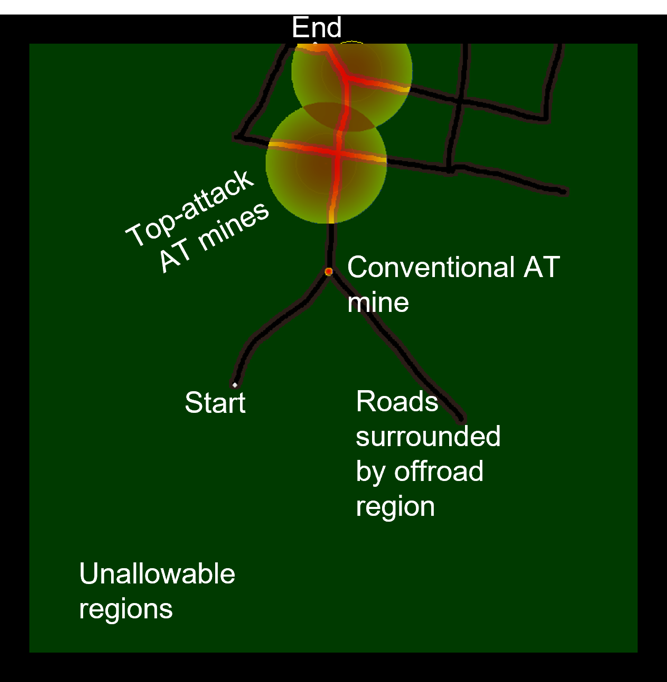 End
Top-attack
AT mines
Conventional AT
mine
Start
Roads
surrounded
by offroad
region
Unallowable
regions